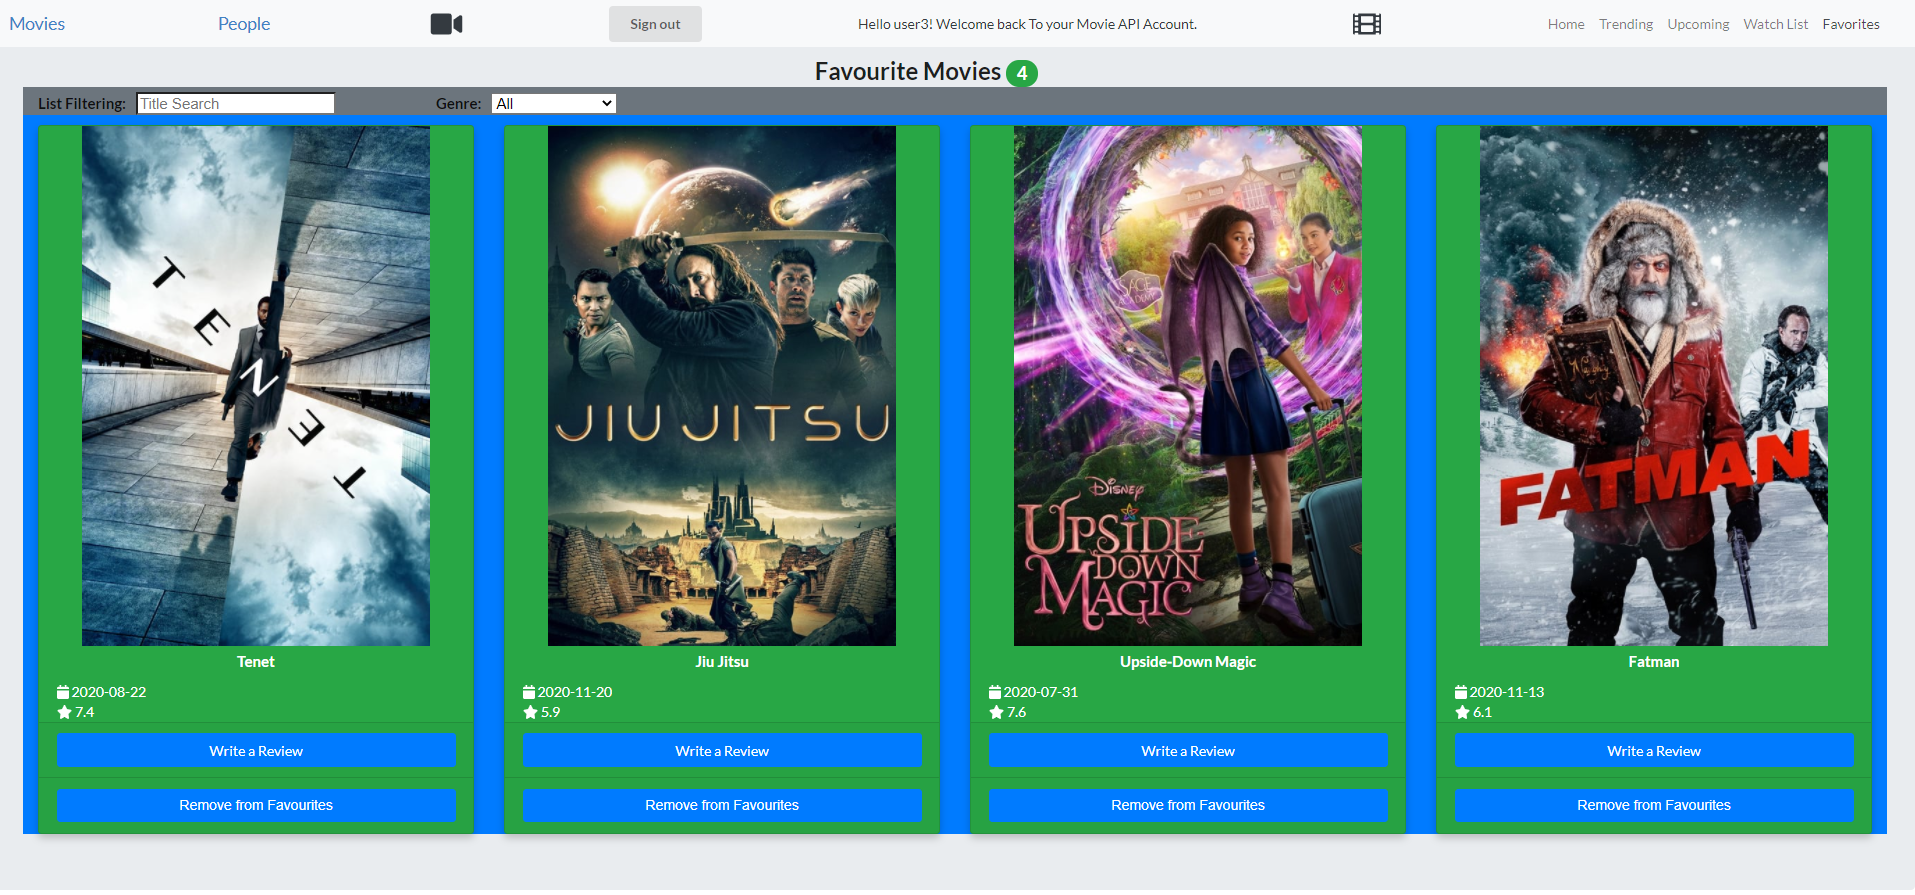 Movies People Sign out Hello user3! Welcome back To your Movie API Account. Home Trending Upcoming Watch List Favorites
Favourite Movies 4
List Filtering: Title Search Genre: All
TENET
JIU JITSU
SAGE ACADEMY
DISNEY
UPSIDE
DOWN
MAGIC
Naughty
FATMAN
Tenet Jiu Jitsu Upside-Down Magic Fatman
2020-08-22 2020-11-20 2020-07-31 2020-11-13
7.4 5.9 7.6 6.1
Write a Review Write a Review Write a Review Write a Review
Remove from Favourites Remove from Favourites Remove from Favourites Remove from Favourites